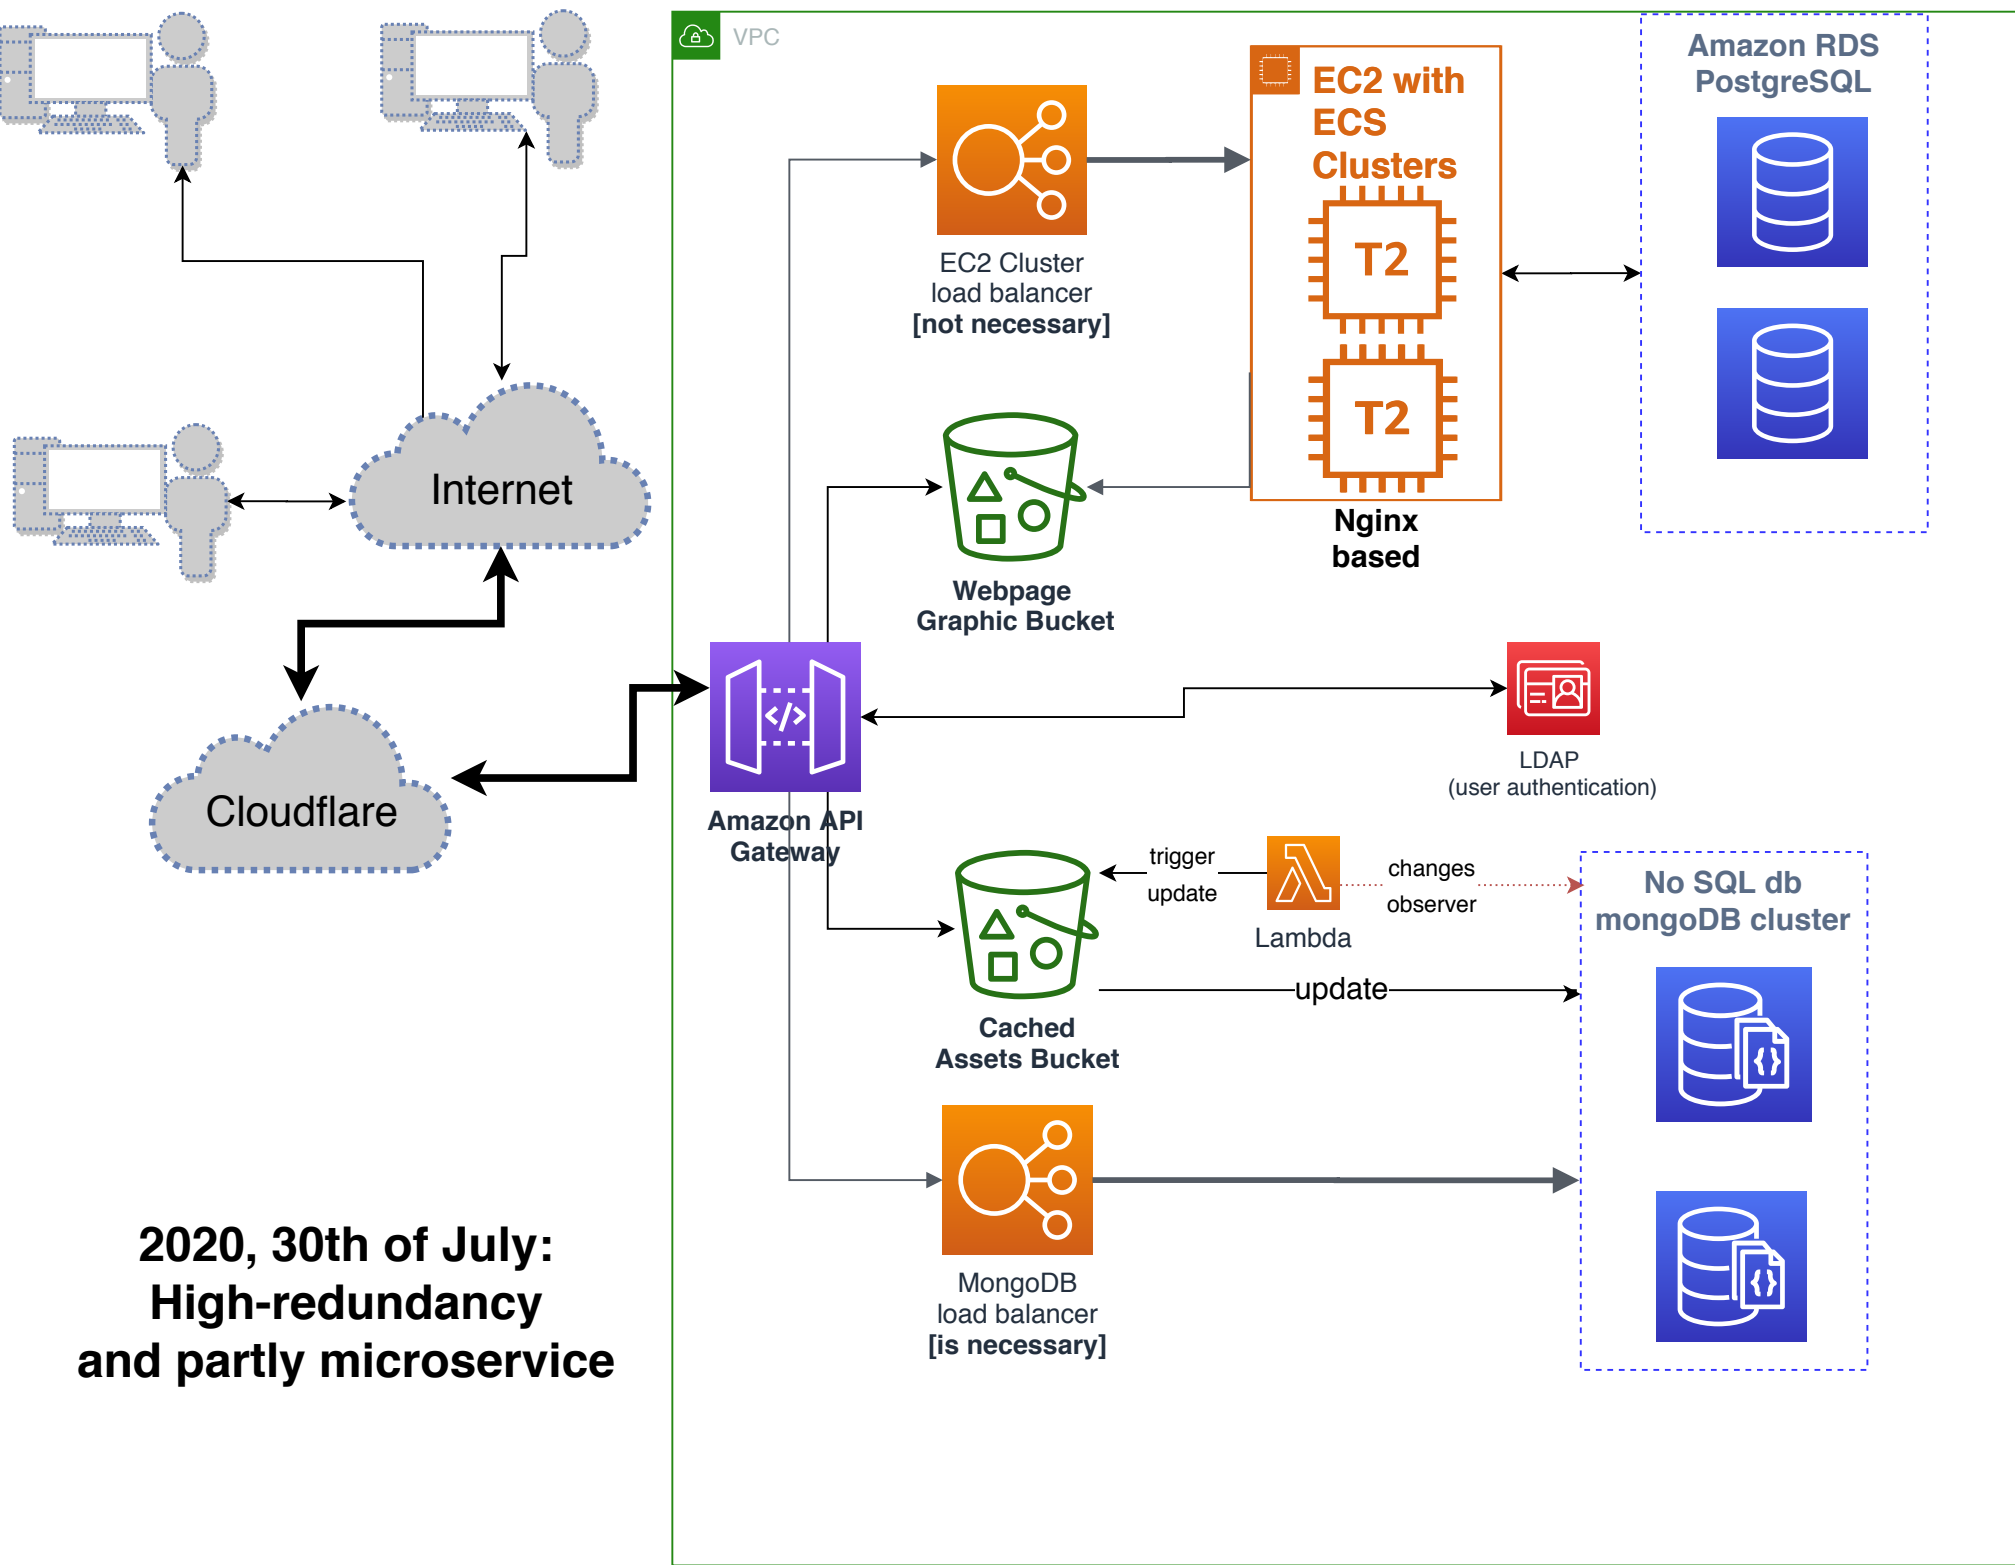 VPC
Amazon RDS
PostgreSQL
EC2 with
ECS
Clusters
T2
T2
Nginx
based
EC2 Cluster
load balancer
[not necessary]
Internet
Webpage
Graphic Bucket
Cloudflare
Amazon API
Gateway
LDAP
(user authentication)
trigger
update
Lambda
changes
observer
No SQL db
mongoDB cluster
update
Cached
Assets Bucket
MongoDB
load balancer
[is necessary]
2020, 30th of July:
High-redundancy
and partly microservice